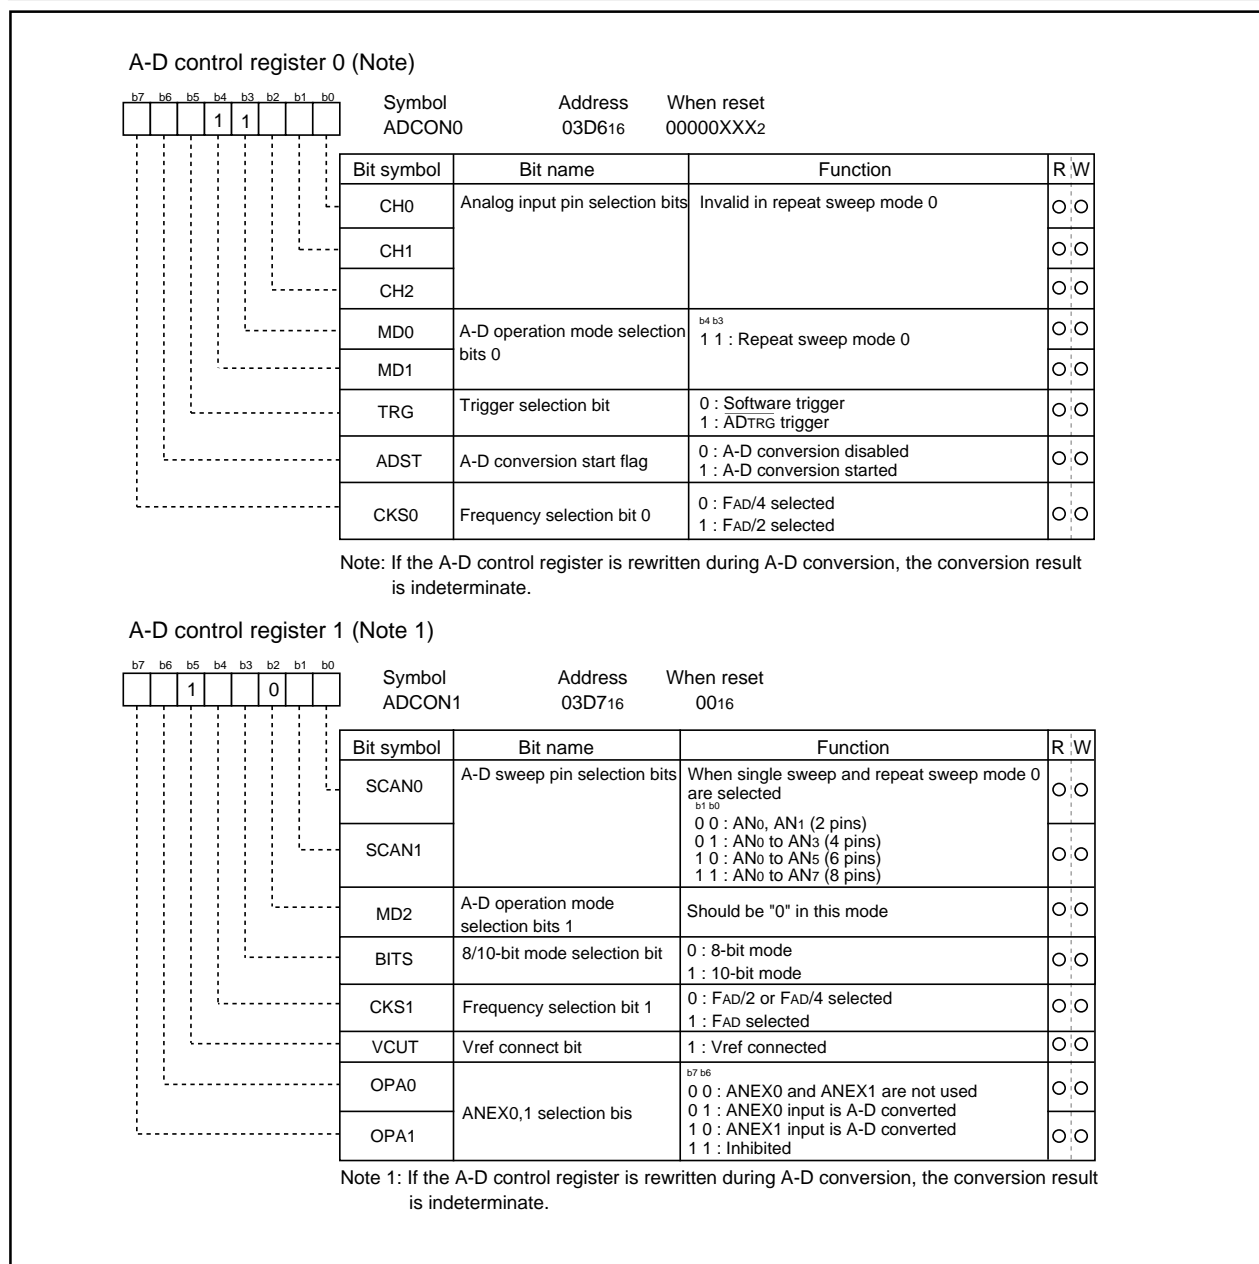 A-D control register 0 (Note)
b7 b6 b5 b4 b3 b2 b1 b0
1 1
Symbol Address When reset
ADCON0 03D616 00000XXX2
Bit symbol Bit name Function R W
CH0 Analog input pin selection bits Invalid in repeat sweep mode 0
CH1
CH2
MD0 A-D operation mode selection
bits 0
b4 b3
1 1 : Repeat sweep mode 0
MD1
TRG Trigger selection bit 0 : Software trigger
1 : ADTRG trigger
ADST A-D conversion start flag 0 : A-D conversion disabled
1 : A-D conversion started
CKS0 Frequency selection bit 0 0 : FAD/4 selected
1 : FAD/2 selected
Note: If the A-D control register is rewritten during A-D conversion, the conversion result
is indeterminate.
A-D control register 1 (Note 1)
b7 b6 b5 b4 b3 b2 b1 b0
1 0
Symbol Address When reset
ADCON1 03D716 0016
Bit symbol Bit name Function R W
SCAN0 A-D sweep pin selection bits When single sweep and repeat sweep mode 0
are selected
b1 b0
0 0 : AN0, AN1 (2 pins)
0 1 : AN0 to AN3 (4 pins)
1 0 : AN0 to AN5 (6 pins)
1 1 : AN0 to AN7 (8 pins)
SCAN1
MD2 A-D operation mode
selection bits 1
Should be "0" in this mode
BITS 8/10-bit mode selection bit 0 : 8-bit mode
1 : 10-bit mode
CKS1 Frequency selection bit 1 0 : FAD/2 or FAD/4 selected
1 : FAD selected
VCUT Vref connect bit 1 : Vref connected
OPA0 ANEX0,1 selection bis
b7 b6
0 0 : ANEX0 and ANEX1 are not used
0 1 : ANEX0 input is A-D converted
1 0 : ANEX1 input is A-D converted
1 1 : Inhibited
OPA1
Note 1: If the A-D control register is rewritten during A-D conversion, the conversion result
is indeterminate.